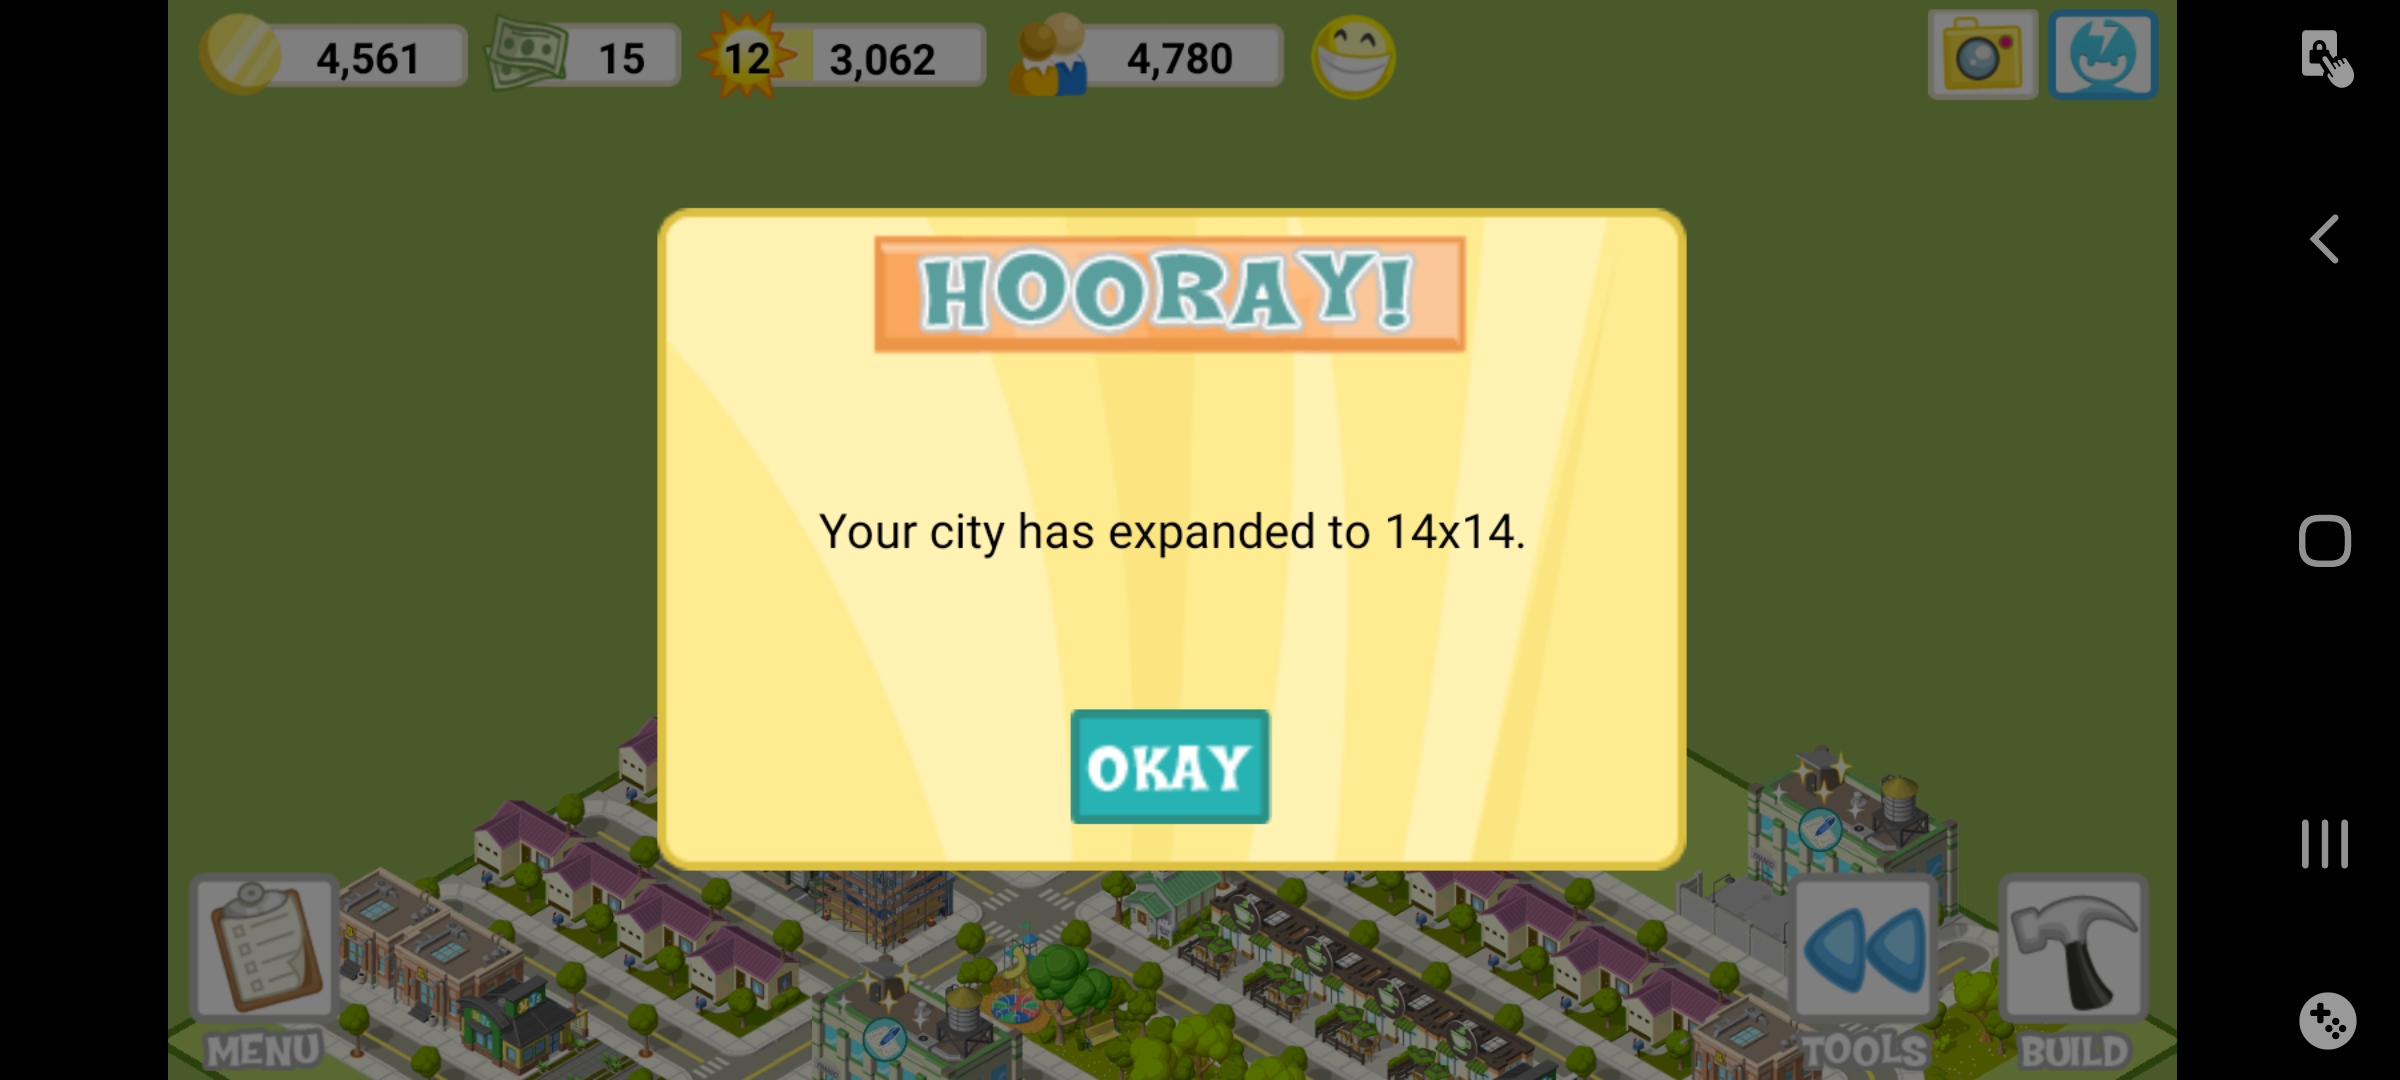 4,561
15
12
3,062
4,780
HOORAY!
Your city has expanded to 14x14.
OKAY
MENU
TOOLS
BUILD